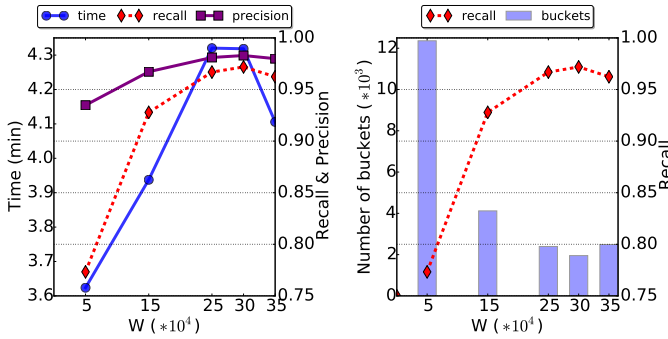 time recall precision
4.3
4.2
4.1
4.0
3.9
3.8
3.7
3.6
Time (min)
5 15 25 30 35
W (*10^4)
1.00
0.95
0.90
0.85
0.80
0.75
Recall & Precision
recall buckets
12
10
8
6
4
2
0
Number of buckets (*10^3)
5 15 25 30 35
W (*10^4)
1.00
0.95
0.90
0.85
0.80
0.75
Recall